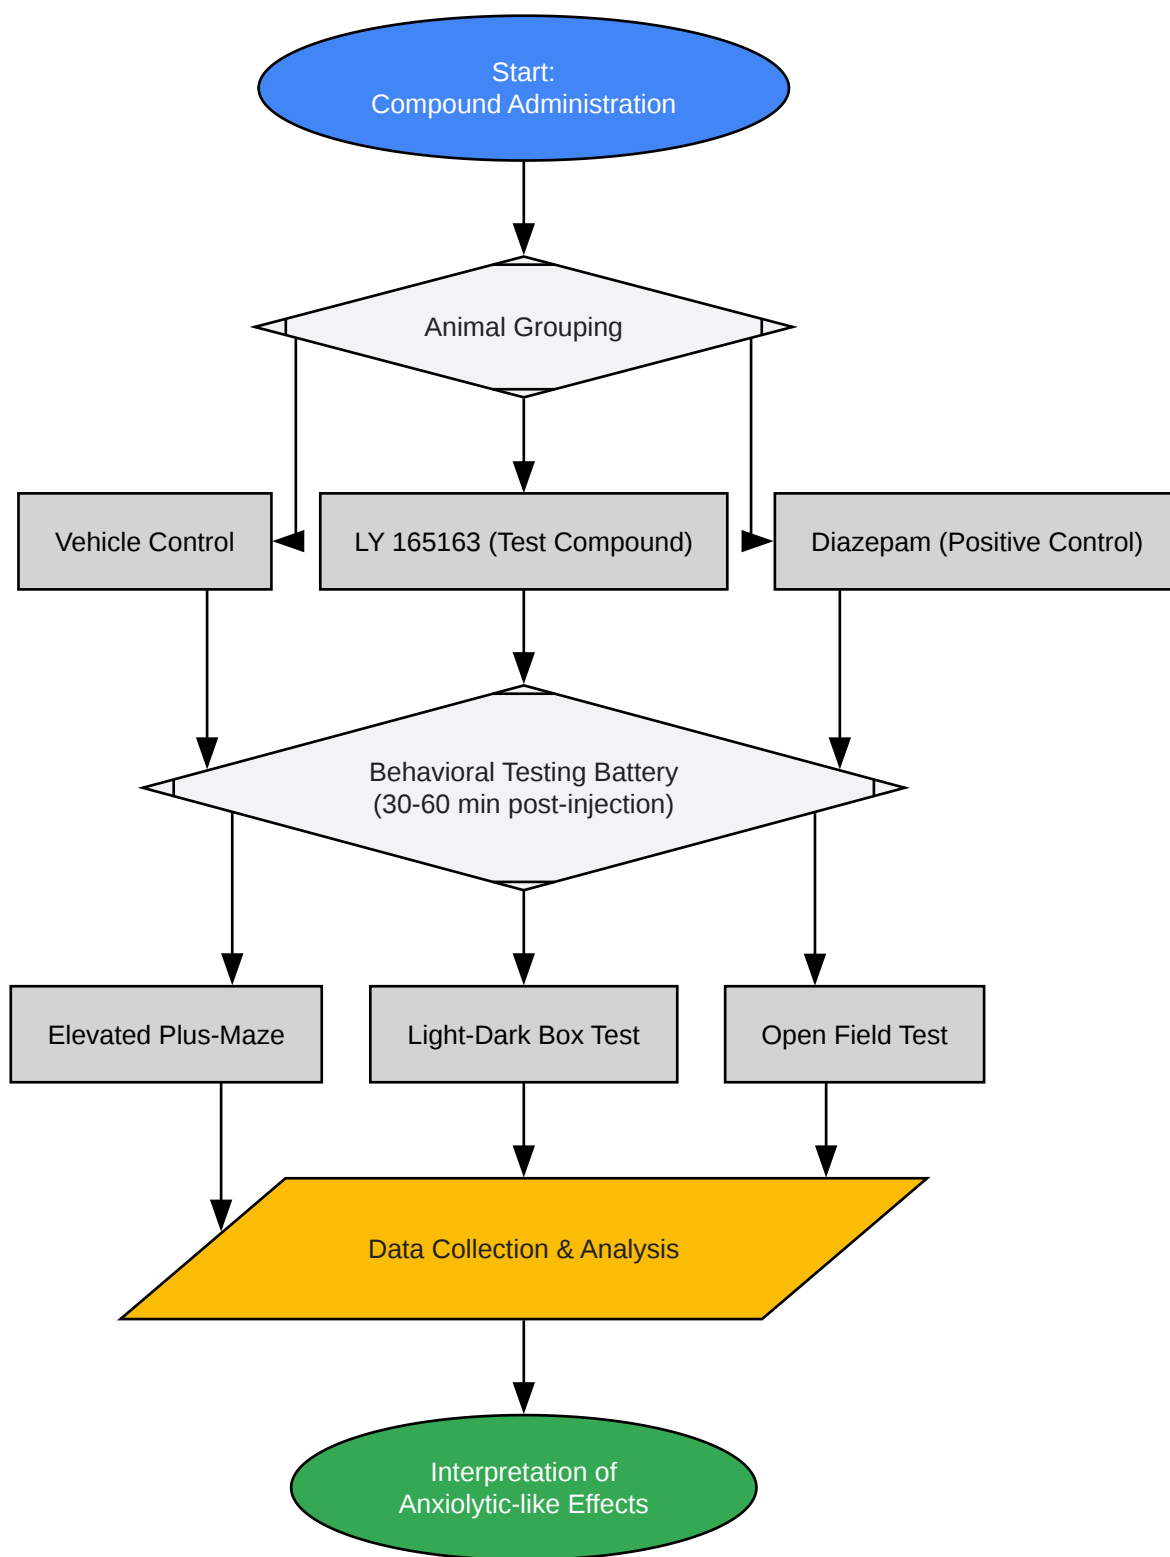 Start:
Compound Administration
Animal Grouping
Vehicle Control
LY 165163 (Test Compound)
Diazepam (Positive Control)
Behavioral Testing Battery
(30-60 min post-injection)
Elevated Plus-Maze
Light-Dark Box Test
Open Field Test
Data Collection & Analysis
Interpretation of
Anxiolytic-like Effects